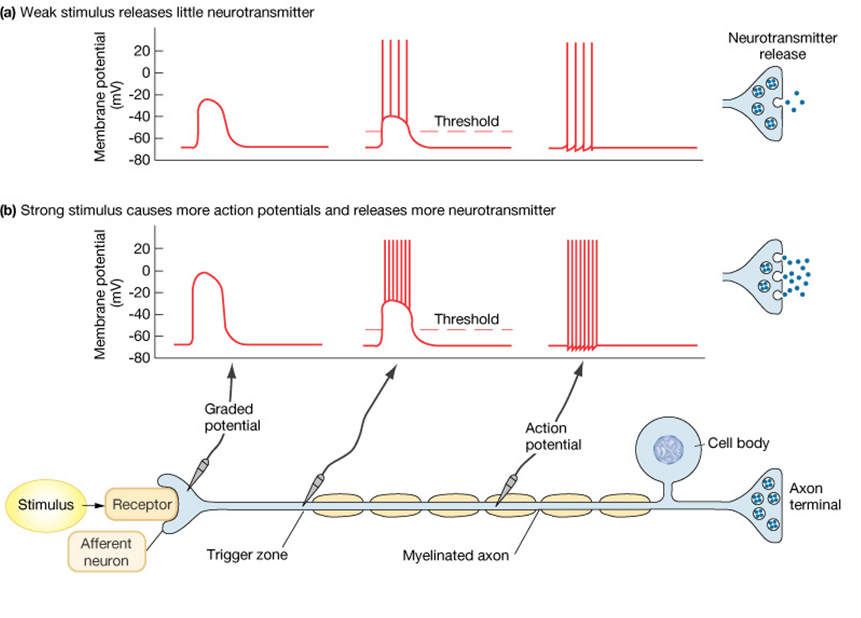 (a) Weak stimulus releases little neurotransmitter
Membrane potential
(mV)
20
0
-20
-40
-60
-80
Threshold
Neurotransmitter
release
(b) Strong stimulus causes more action potentials and releases more neurotransmitter
Membrane potential
(mV)
20
0
-20
-40
-60
-80
Threshold
Graded
potential
Action
potential
Cell body
Stimulus
Receptor
Axon
terminal
Afferent
neuron
Trigger zone
Myelinated axon